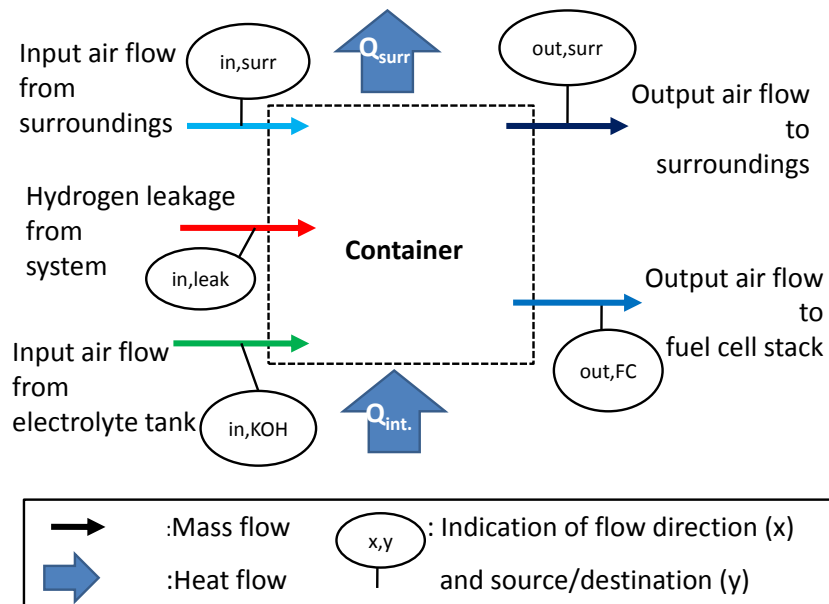 Input air flow
from
surroundings
in,surr
Qsurr
out,surr
Output air flow
to
surroundings
Hydrogen leakage
from
system
in,leak
Container
Output air flow
to
fuel cell stack
out,FC
Input air flow
from
electrolyte tank
in,KOH
Qint.
:Mass flow
x,y
: Indication of flow direction (x)
:Heat flow
and source/destination (y)